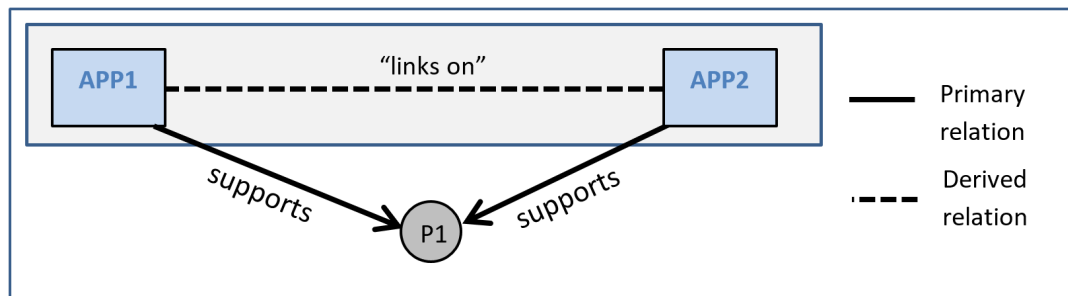 “links on”
APP1
APP2
supports
supports
P1
Primary
relation
Derived
relation